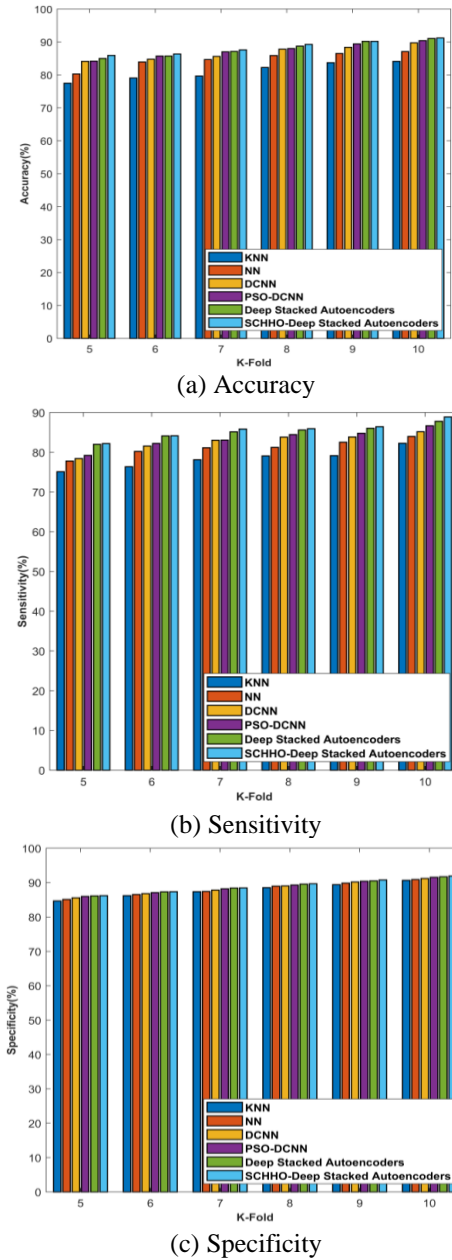 100
90
80
70
60
50
40
30
20
10
0
Accuracy(%)
KNN
NN
DCNN
PSO-DCNN
Deep Stacked Autoencoders
SCHHO-Deep Stacked Autoencoders
5 6 7 8 9 10
K-Fold
(a) Accuracy
90
80
70
60
50
40
30
20
10
0
Sensitivity(%)
KNN
NN
DCNN
PSO-DCNN
Deep Stacked Autoencoders
SCHHO-Deep Stacked Autoencoders
5 6 7 8 9 10
K-Fold
(b) Sensitivity
100
90
80
70
60
50
40
30
20
10
0
Specificity(%)
KNN
NN
DCNN
PSO-DCNN
Deep Stacked Autoencoders
SCHHO-Deep Stacked Autoencoders
5 6 7 8 9 10
K-Fold
(c) Specificity